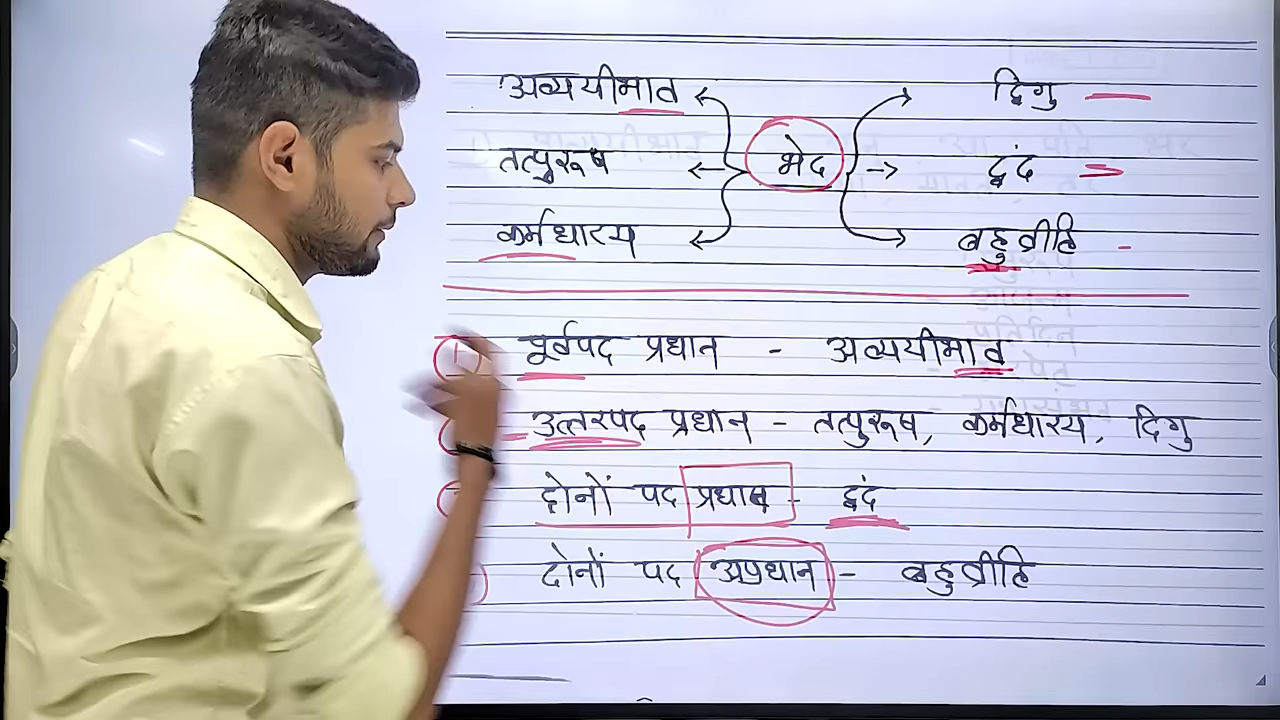 अव्ययीभाव भेद द्विगु
तत्पुरूष द्वंद
कर्मधारय बहुव्रीहि
1 पूर्वपद प्रधान - अव्ययीभाव
उत्तरपद प्रधान - तत्पुरूष, कर्मधारय, द्विगु
दोनों पद प्रधान - द्वंद
दोनों पद अप्रधान - बहुव्रीहि